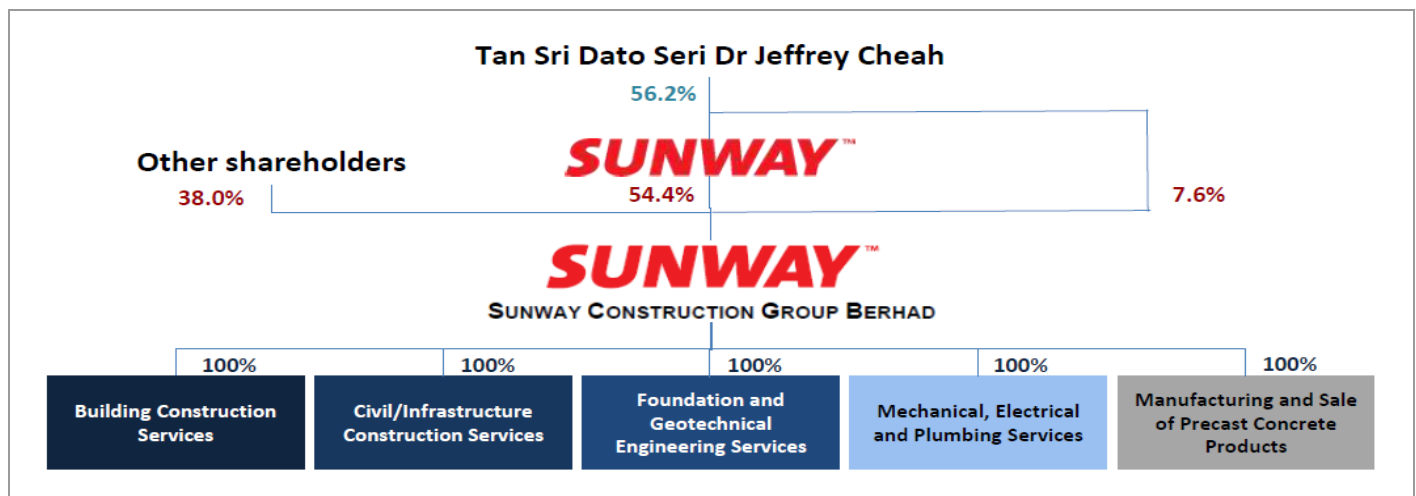 Tan Sri Dato Seri Dr Jeffrey Cheah
56.2%
SUNWAY™
Other shareholders
38.0%
54.4%
7.6%
SUNWAY™
SUNWAY CONSTRUCTION GROUP BERHAD
100%
100%
100%
100%
100%
Building Construction
Services
Civil/Infrastructure
Construction Services
Foundation and
Geotechnical
Engineering Services
Mechanical, Electrical
and Plumbing Services
Manufacturing and Sale
of Precast Concrete
Products